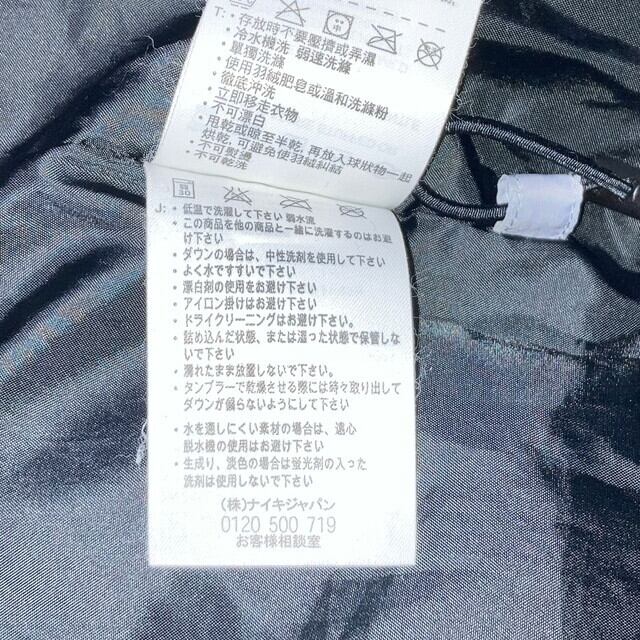 T:
· 存放時不要壓擠或弄濕
· 冷水機洗 弱速洗滌
· 單獨洗滌
· 使用羽絨肥皂或溫和洗滌粉
· 徹底沖洗
· 立即移走衣物
· 不可漂白
· 甩乾或晾至半乾 再放入球狀物一起
烘乾 可避免使羽絨糾結
· 不可熨燙
· 不可乾洗
弱 30
J:
· 低温で洗濯して下さい 弱水流
· この商品を他の商品と一緒に洗濯するのはお避
け下さい
· ダウンの場合は、中性洗剤を使用して下さい
· よく水ですすいで下さい
· 漂白剤の使用をお避け下さい
· アイロン掛けはお避け下さい
· ドライクリーニングはお避け下さい。
· 詰め込んだ状態、または湿った状態で保管しな
いで下さい
· 濡れたまま放置しないで下さい。
· タンブラーで乾燥させる際には時々取り出して
ダウンが偏らないようにして下さい
· 水を通しにくい素材の場合は、遠心
脱水機の使用はお避け下さい
· 生成り、淡色の場合は蛍光剤の入った
洗剤は使用しないで下さい
(株)ナイキジャパン
0120 500 719
お客様相談室